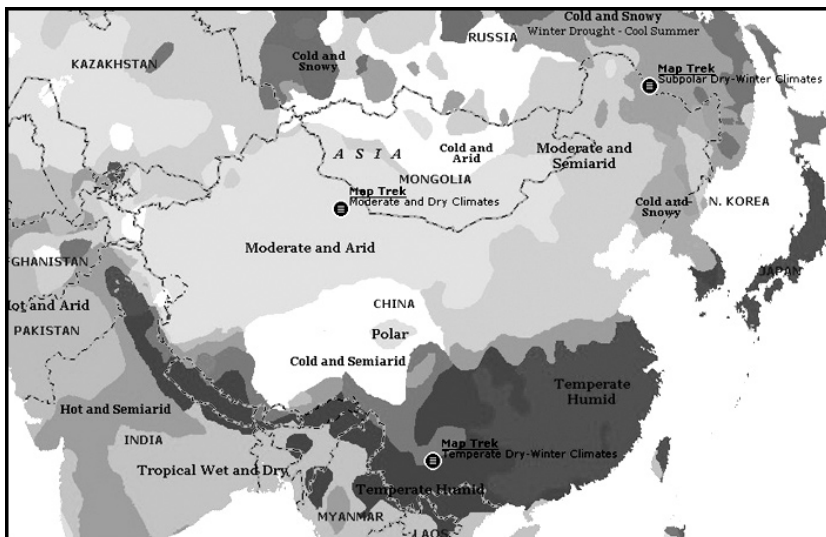 Cold and Snowy
Winter Drought - Cool Summer
RUSSIA
Cold and
Snowy
KAZAKHSTAN
Map Trek
Subpolar Dry-Winter Climates
A S I A
Cold and
Arid
Moderate and
Semiarid
MONGOLIA
Map Trek
Moderate and Dry Climates
Cold and-
Snowy
N. KOREA
Moderate and Arid
FGHANISTAN
JAPAN
Hot and Arid
CHINA
PAKISTAN
Polar
Cold and Semiarid
Temperate
Humid
Hot and Semiarid
INDIA
Map Trek
Temperate Dry-Winter Climates
Tropical Wet and Dry
Temperate Humid
MYANMAR
LAOS